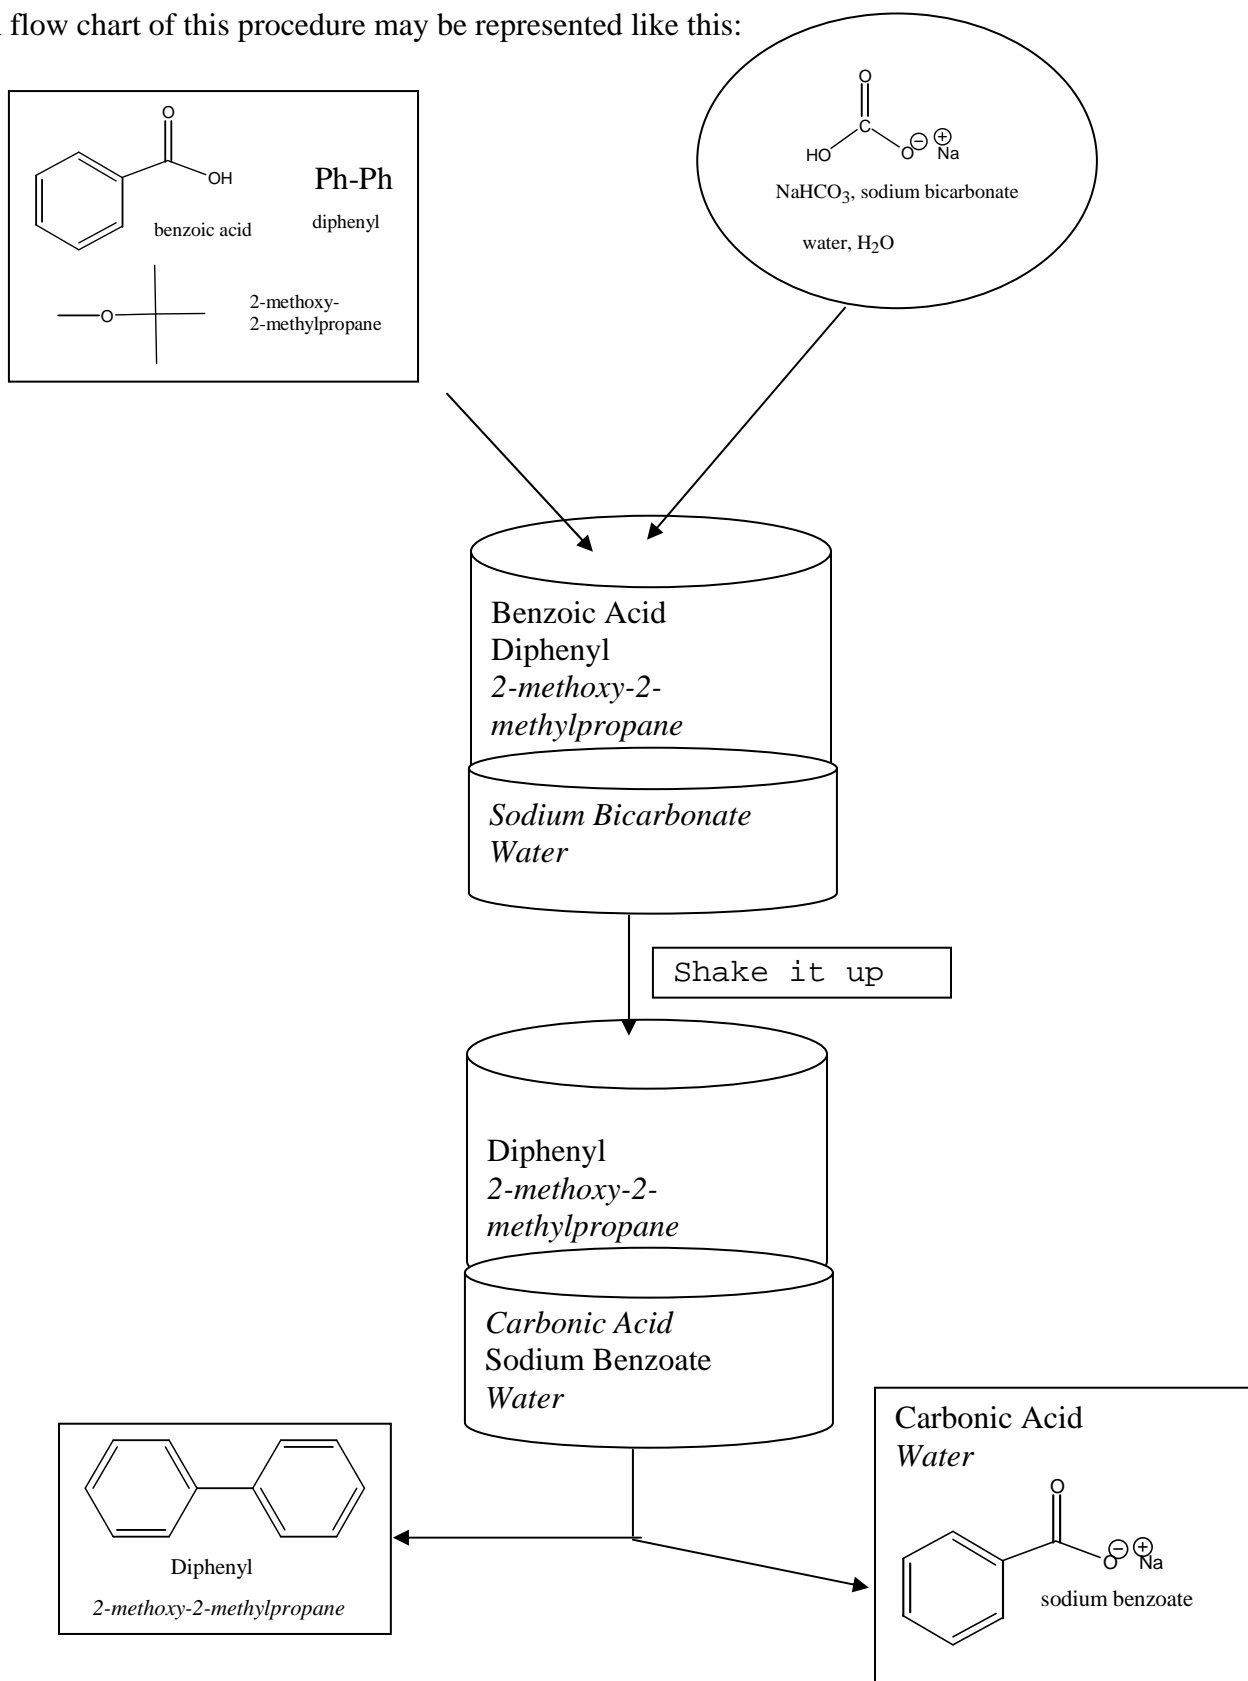 flow chart of this procedure may be represented like this:
O
OH
benzoic acid
Ph-Ph
diphenyl
O
2-methoxy-
2-methylpropane
O
C
HO
O⊖ ⊕
Na
NaHCO3, sodium bicarbonate
water, H2O
Benzoic Acid
Diphenyl
2-methoxy-2-
methylpropane
Sodium Bicarbonate
Water
Shake it up
Diphenyl
2-methoxy-2-
methylpropane
Carbonic Acid
Sodium Benzoate
Water
Diphenyl
2-methoxy-2-methylpropane
Carbonic Acid
Water
O
O⊖ ⊕
Na
sodium benzoate